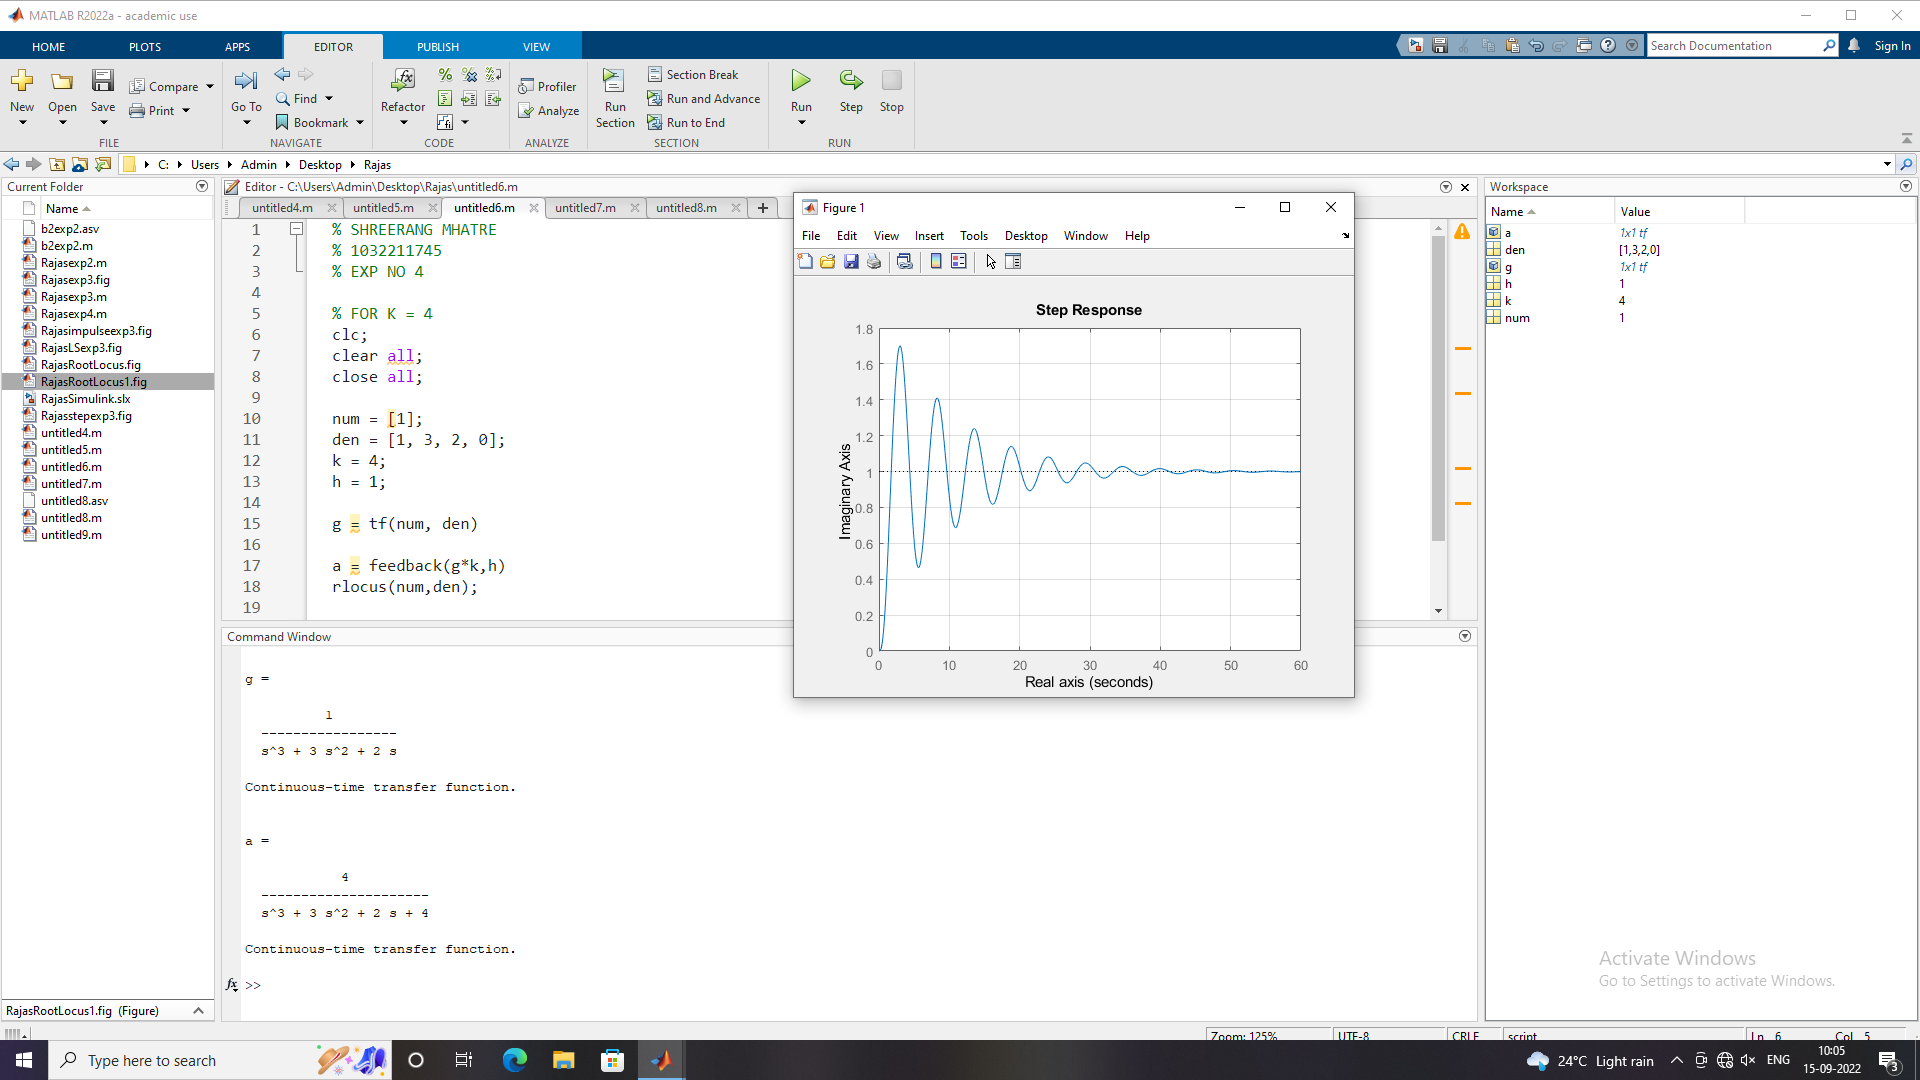 MATLAB R2022a - academic use
HOME PLOTS APPS EDITOR PUBLISH VIEW
Search Documentation
Sign In
New Open Save Compare Print
FILE
Go To Find Bookmark
NAVIGATE
Refactor
CODE
Profiler
Analyze
ANALYZE
Run Section
Section Break
Run and Advance
Run to End
SECTION
Run Step Stop
RUN
C: Users Admin Desktop Rajas
Current Folder
Name
b2exp2.asv
b2exp2.m
Rajasexp2.m
Rajasexp3.fig
Rajasexp3.m
Rajasexp4.m
Rajasimpulseexp3.fig
RajasLSexp3.fig
RajasRootLocus.fig
RajasRootLocus1.fig
RajasSimulink.slx
Rajasstepexp3.fig
untitled4.m
untitled5.m
untitled6.m
untitled7.m
untitled8.asv
untitled8.m
untitled9.m
RajasRootLocus1.fig (Figure)
Editor - C:\Users\Admin\Desktop\Rajas\untitled6.m
untitled4.m untitled5.m untitled6.m untitled7.m untitled8.m
1 % SHREERANG MHATRE
2 % 1032211745
3 % EXP NO 4
4
5 % FOR K = 4
6 clc;
7 clear all;
8 close all;
9
10 num = [1];
11 den = [1, 3, 2, 0];
12 k = 4;
13 h = 1;
14
15 g = tf(num, den)
16
17 a = feedback(g*k,h)
18 rlocus(num,den);
19
Figure 1
File Edit View Insert Tools Desktop Window Help
Step Response
Imaginary Axis
1.8
1.6
1.4
1.2
1
0.8
0.6
0.4
0.2
0
0 10 20 30 40 50 60
Real axis (seconds)
Command Window
g =
1
-----------------
s^3 + 3 s^2 + 2 s
Continuous-time transfer function.
a =
4
---------------------
s^3 + 3 s^2 + 2 s + 4
Continuous-time transfer function.
fx >>
Workspace
Name Value
a 1x1 tf
den [1,3,2,0]
g 1x1 tf
h 1
k 4
num 1
Activate Windows
Go to Settings to activate Windows.
Zoom: 125% UTF-8 CRLF script Ln 6 Col 5
Type here to search
24°C Light rain
ENG
10:05
15-09-2022
3